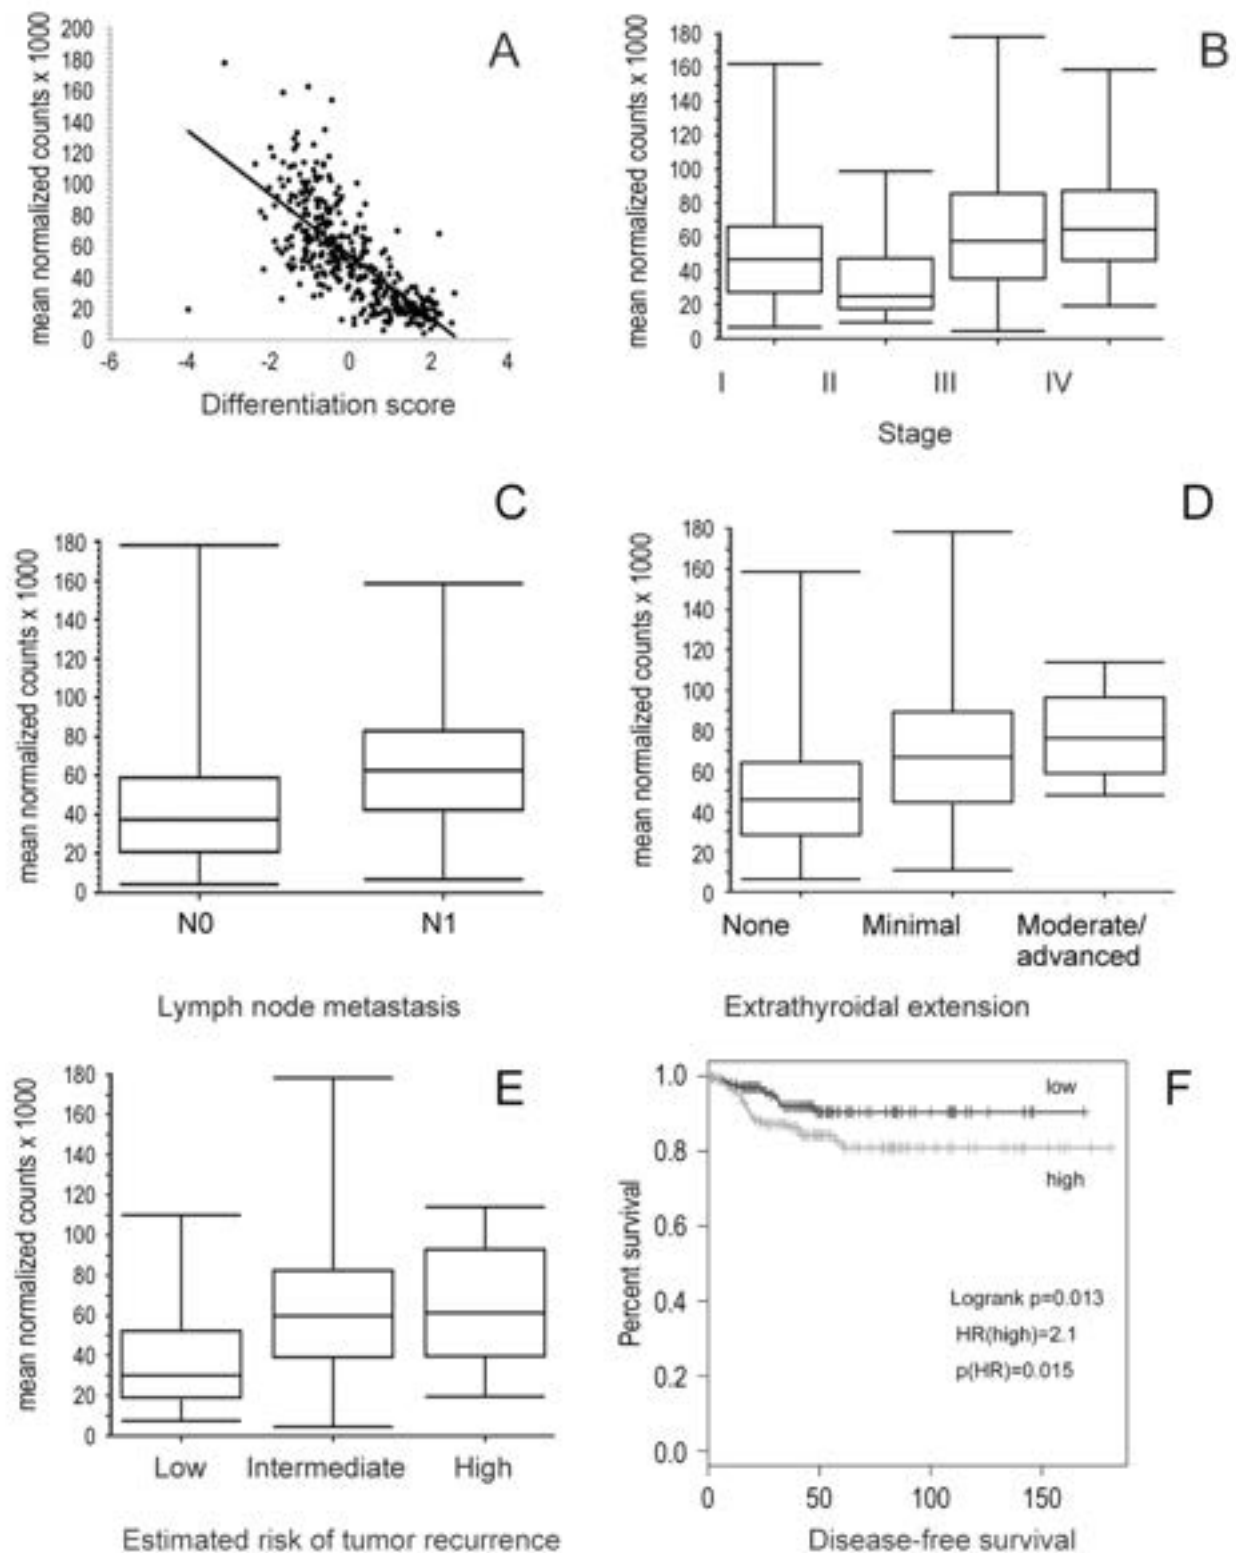 A
mean normalized counts x 1000
200
180
160
140
120
100
80
60
40
20
0
-6 -4 -2 0 2 4
Differentiation score
B
mean normalized counts x 1000
180
160
140
120
100
80
60
40
20
0
I II III IV
Stage
C
mean normalized counts x 1000
180
160
140
120
100
80
60
40
20
0
N0 N1
Lymph node metastasis
D
mean normalized counts x 1000
180
160
140
120
100
80
60
40
20
0
None Minimal Moderate/
advanced
Extrathyroidal extension
E
mean normalized counts x 1000
180
160
140
120
100
80
60
40
20
0
Low Intermediate High
Estimated risk of tumor recurrence
F
Percent survival
1.0
0.8
0.6
0.4
0.2
0.0
low
high
Logrank p=0.013
HR(high)=2.1
p(HR)=0.015
0 50 100 150
Disease-free survival